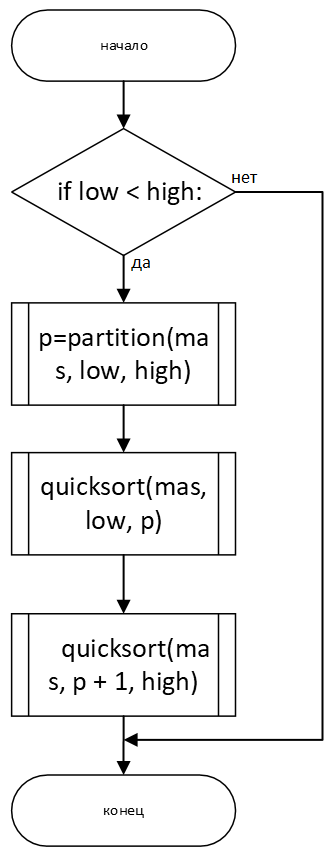 начало
if low < high:
нет
да
p=partition(ma
s, low, high)
quicksort(mas,
low, p)
quicksort(ma
s, p + 1, high)
конец